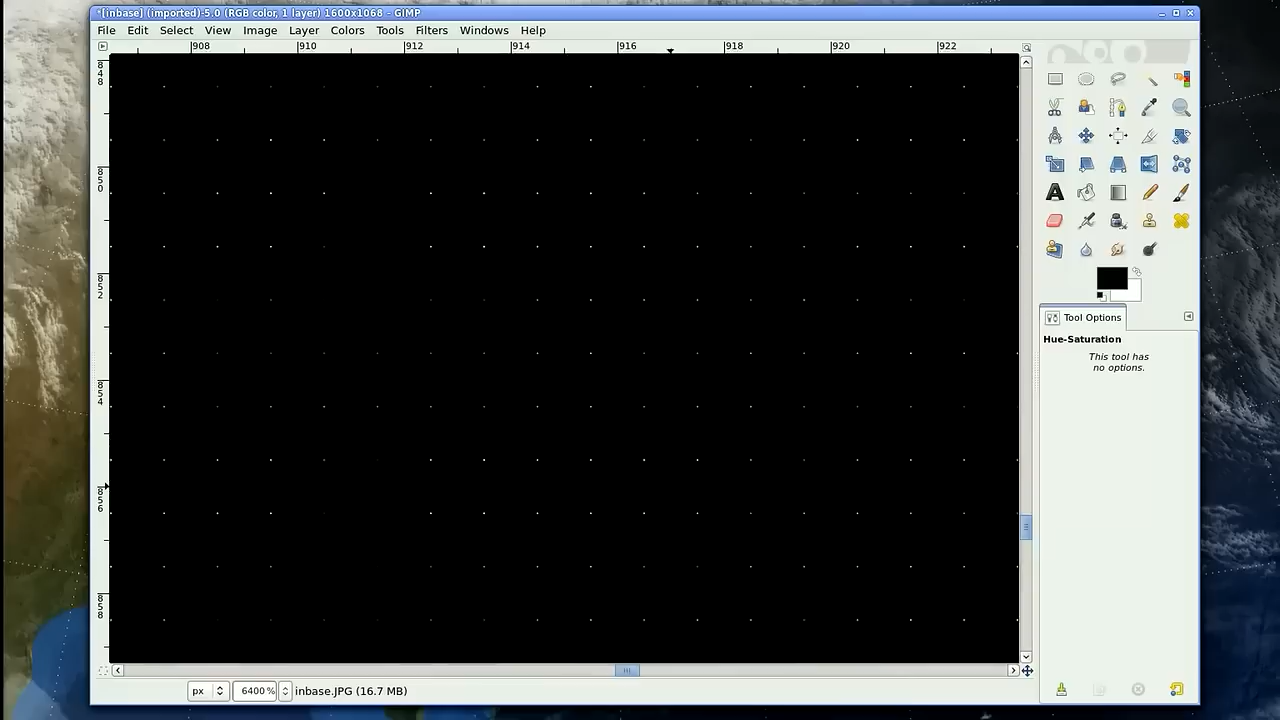 *[inbase] (imported)-5.0 (RGB color, 1 layer) 1600x1068 – GIMP
File Edit Select View Image Layer Colors Tools Filters Windows Help
908 910 912 914 916 918 920 922
848
850
852
854
856
858
Tool Options
Hue-Saturation
This tool has
no options.
px 6400 % inbase.JPG (16.7 MB)